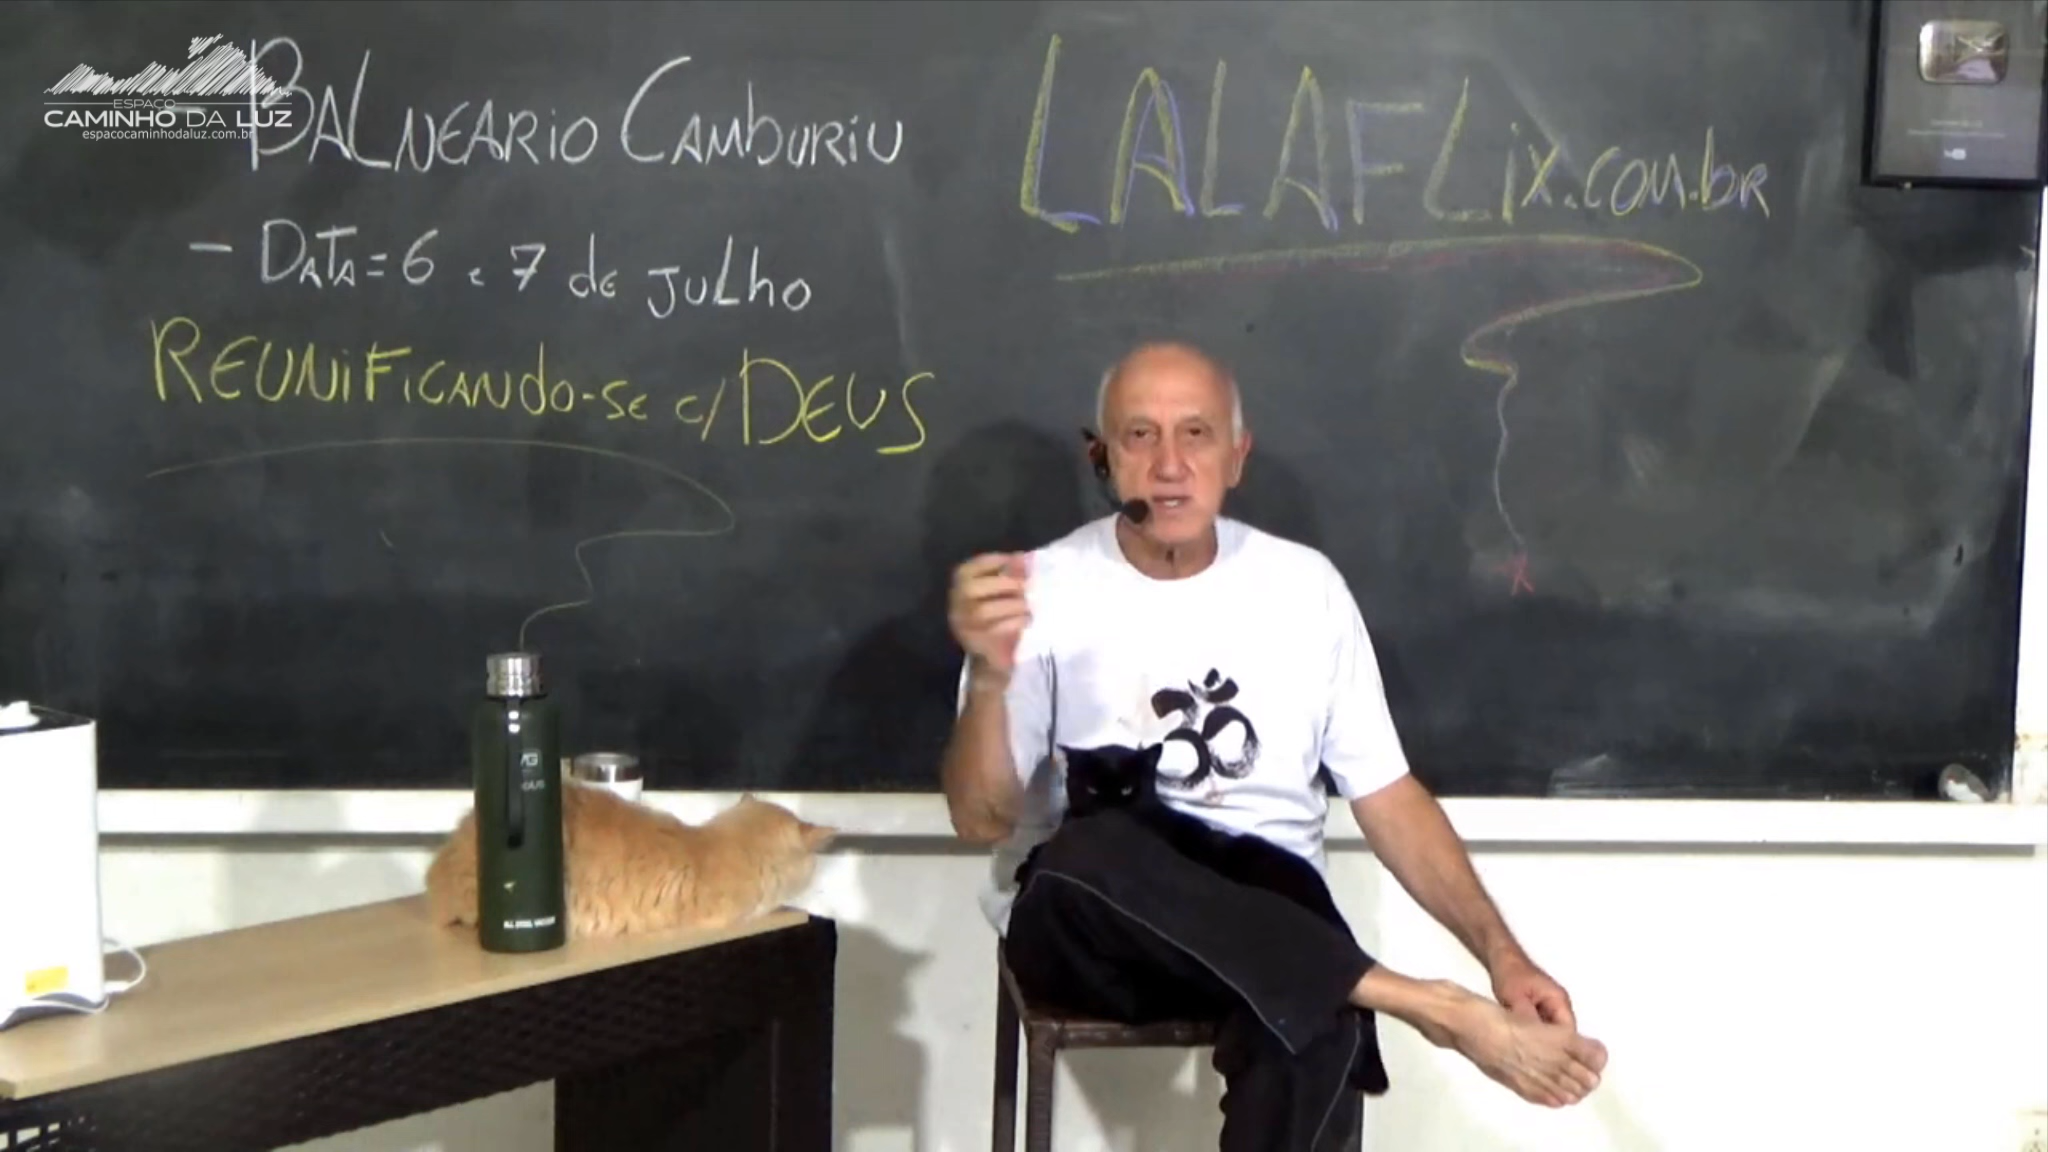 ESPAÇO
CAMINHO DA LUZ
espacocaminhodaluz.com.br
- BALNEARIO CAMBURIU
- DATA = 6 e 7 de JULHO
REUNIFICANDO-SE c/ DEUS
LALAFLIX.COM.BR
X